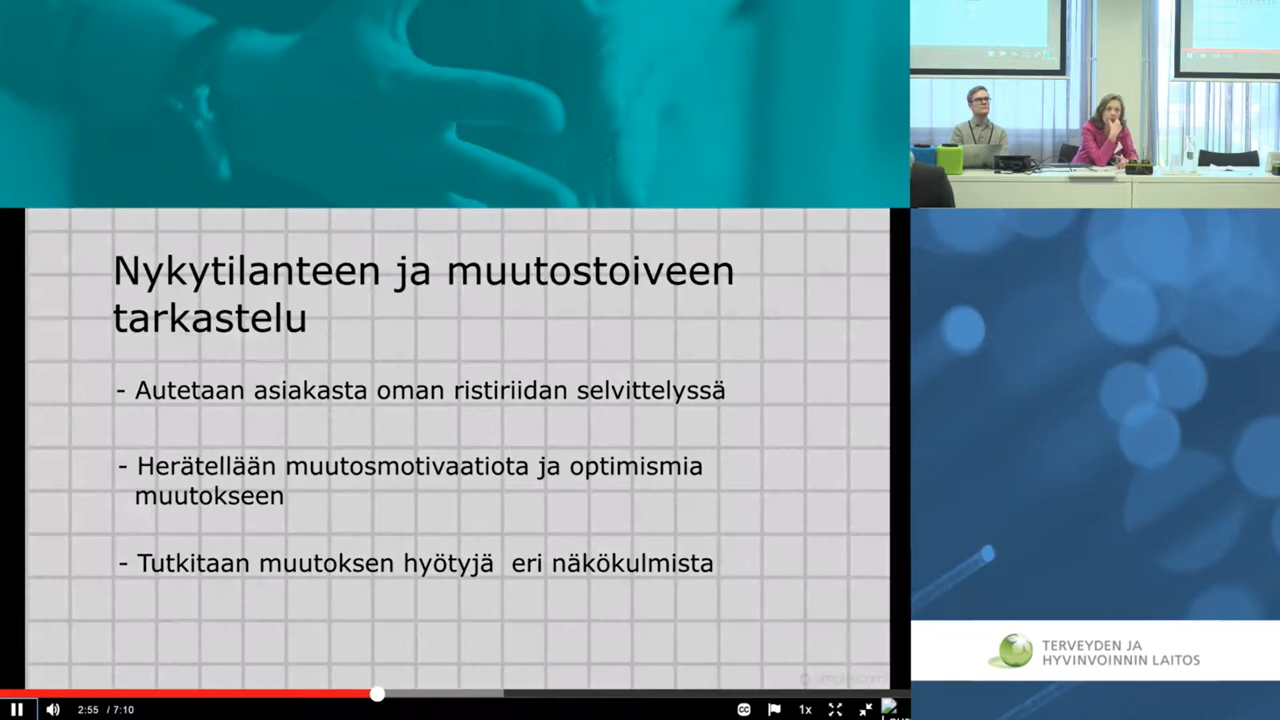 Nykytilanteen ja muutostoiveen
tarkastelu
- Autetaan asiakasta oman ristiriidan selvittelyssä
- Herätellään muutosmotivaatiota ja optimismia
muutokseen
- Tutkitaan muutoksen hyötyjä eri näkökulmista
TERVEYDEN JA
HYVINVOINNIN LAITOS
2:55 / 7:10
CC
1x